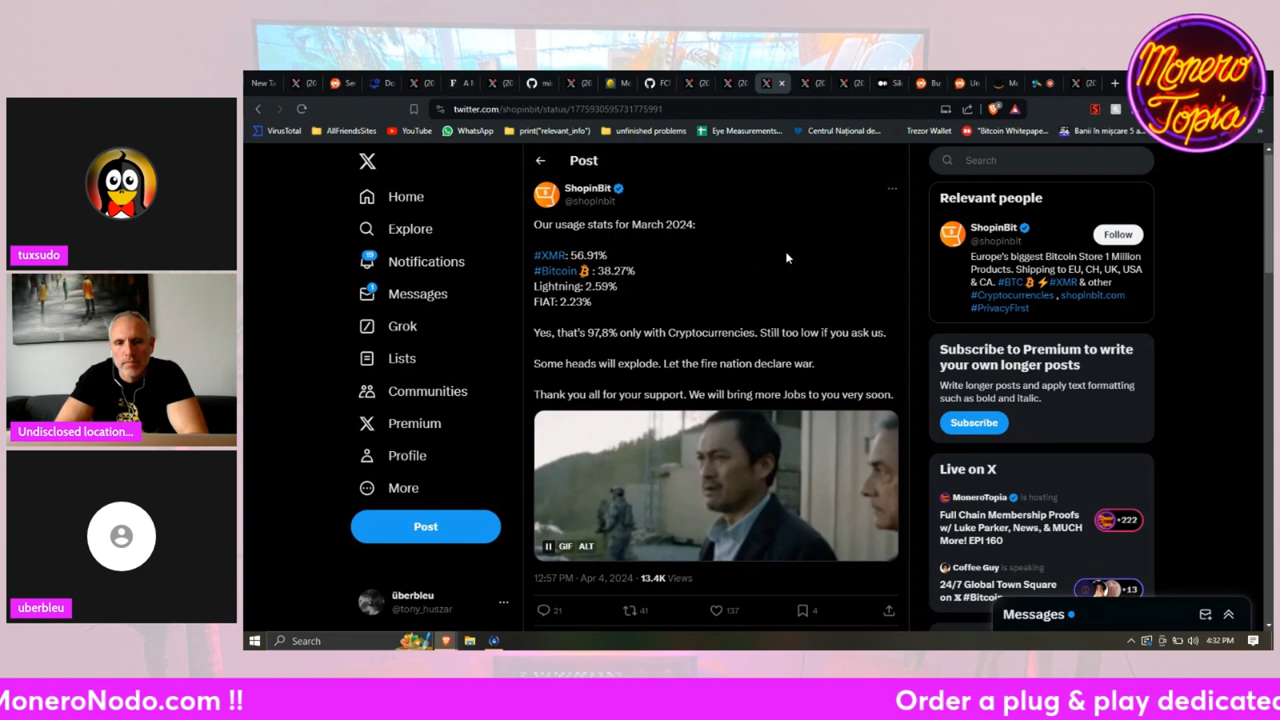 Monero
Topia
tuxsudo
Undisclosed location...
uberbleu
New Ta
twitter.com/shopinbit/status/1775930595731775991
VirusTotal
AllFriendsSites
YouTube
WhatsApp
print("relevant_info")
unfinished problems
Eye Measurements...
Centrul Național de...
Trezor Wallet
"Bitcoin Whitepape...
Banii în mișcare 5 a...
Home
Explore
19
Notifications
1
Messages
Grok
Lists
Communities
Premium
Profile
More
Post
überbleu
@tony_huszar
Post
ShopinBit
@shopinbit
Our usage stats for March 2024:
#XMR: 56.91%
#Bitcoin : 38.27%
Lightning: 2.59%
FIAT: 2.23%
Yes, that's 97,8% only with Cryptocurrencies. Still too low if you ask us.
Some heads will explode. Let the fire nation declare war.
Thank you all for your support. We will bring more Jobs to you very soon.
GIF ALT
12:57 PM · Apr 4, 2024 · 13.4K Views
21
41
137
4
Search
Relevant people
ShopinBit
@shopinbit
Follow
Europe's biggest Bitcoin Store 1 Million
Products. Shipping to EU, CH, UK, USA
& CA. #BTC #XMR & other
#Cryptocurrencies , shopinbit.com
#PrivacyFirst
Subscribe to Premium to write
your own longer posts
Write longer posts and apply text formatting
such as bold and italic.
Subscribe
Live on X
MoneroTopia is hosting
Full Chain Membership Proofs
w/ Luke Parker, News, & MUCH
More! EPI 160
+222
Coffee Guy is speaking
24/7 Global Town Square
on X #Bitcoin
+13
Messages
Search
4:32 PM
MoneroNodo.com !!
Order a plug & play dedicated